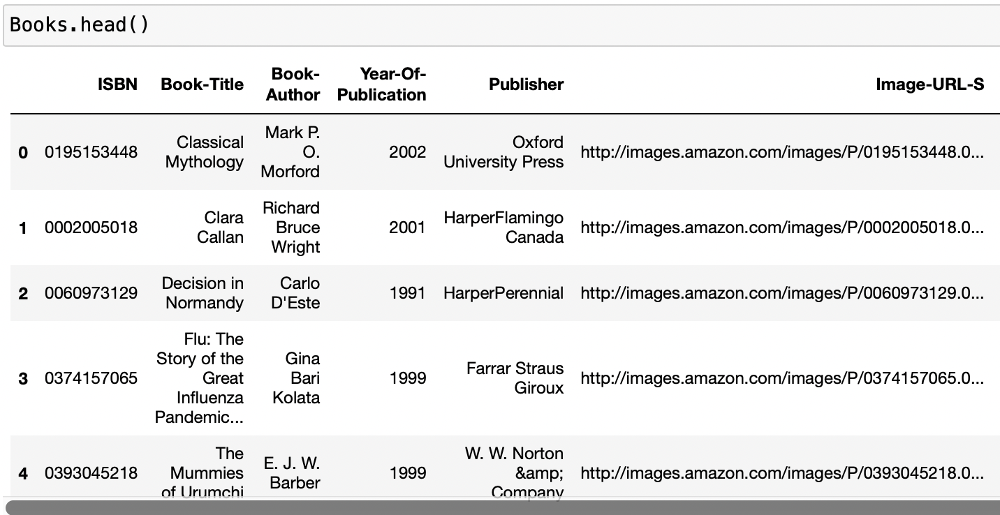 Books.head()
ISBN Book-Title Book-Author Year-Of-Publication Publisher Image-URL-S
0 0195153448 Classical Mythology Mark P. O. Morford 2002 Oxford University Press http://images.amazon.com/images/P/0195153448.0...
1 0002005018 Clara Callan Richard Bruce Wright 2001 HarperFlamingo Canada http://images.amazon.com/images/P/0002005018.0...
2 0060973129 Decision in Normandy Carlo D'Este 1991 HarperPerennial http://images.amazon.com/images/P/0060973129.0...
3 0374157065 Flu: The Story of the Great Influenza Pandemic... Gina Bari Kolata 1999 Farrar Straus Giroux http://images.amazon.com/images/P/0374157065.0...
4 0393045218 The Mummies of Urumchi E. J. W. Barber 1999 W. W. Norton &amp; Company http://images.amazon.com/images/P/0393045218.0...